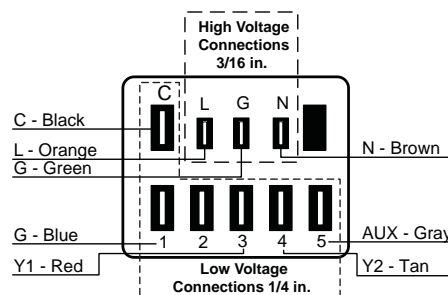 High Voltage
Connections
3/16 in.
C
L G N
C - Black
L - Orange
G - Green
N - Brown
1 2 3 4 5
G - Blue
Y1 - Red
AUX - Gray
Y2 - Tan
Low Voltage
Connections 1/4 in.